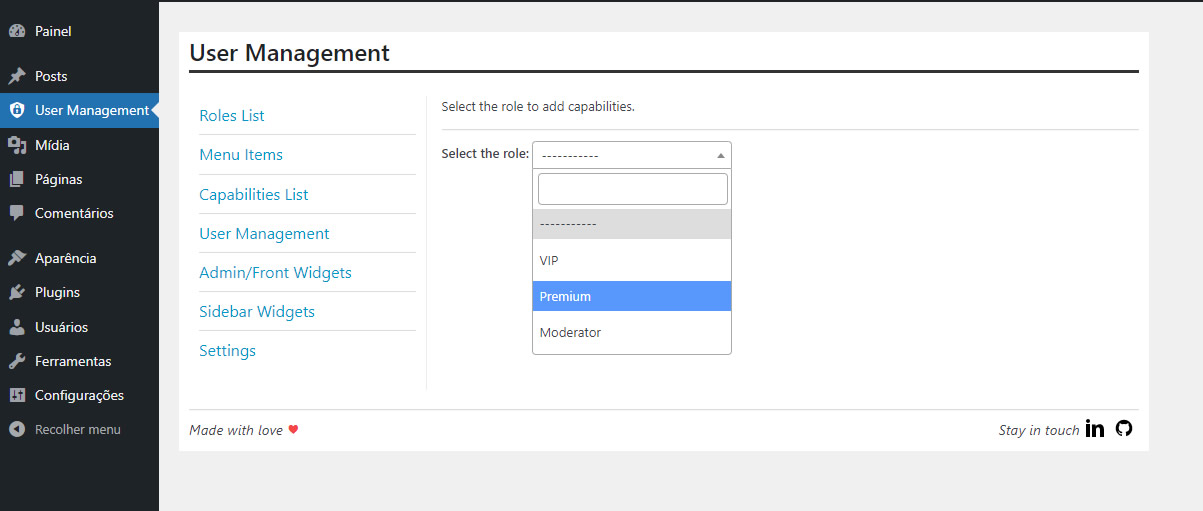 Painel
Posts
User Management
Mídia
Páginas
Comentários
Aparência
Plugins
Usuários
Ferramentas
Configurações
Recolher menu
User Management
Roles List
Menu Items
Capabilities List
User Management
Admin/Front Widgets
Sidebar Widgets
Settings
Select the role to add capabilities.
Select the role: -----------
-----------
VIP
Premium
Moderator
Made with love
Stay in touch in